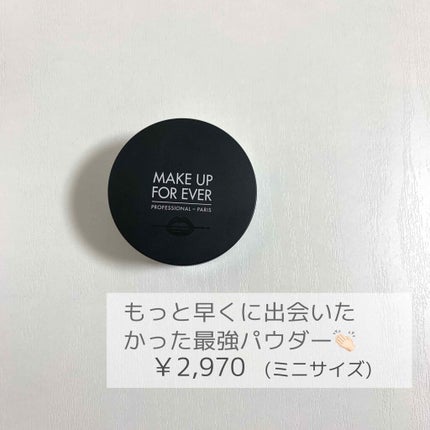 MAKE UP
FOR EVER
PROFESSIONAL - PARIS
もっと早くに出会いた
かった最強パウダー👏🏻
￥2,970 (ミニサイズ)